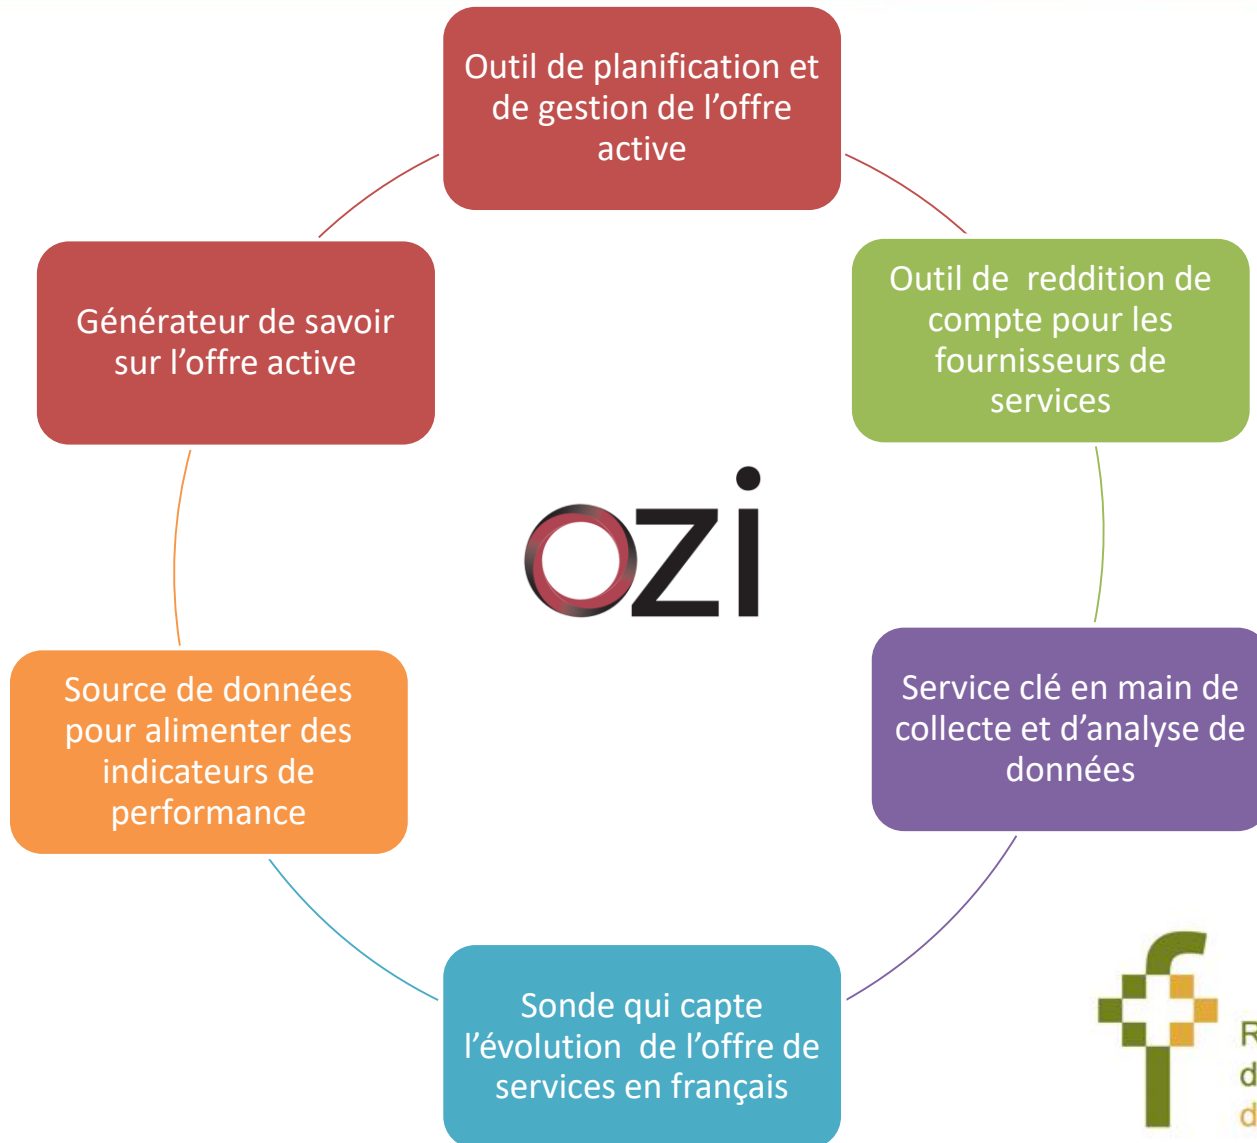 Outil de planification et
de gestion de l’offre
active
Outil de  reddition de
compte pour les
fournisseurs de
services
Service clé en main de
collecte et d’analyse de
données
Sonde qui capte
l’évolution  de l’offre de
services en français
Source de données
pour alimenter des
indicateurs de
performance
Générateur de savoir
sur l’offre active
ozi
R
d
d